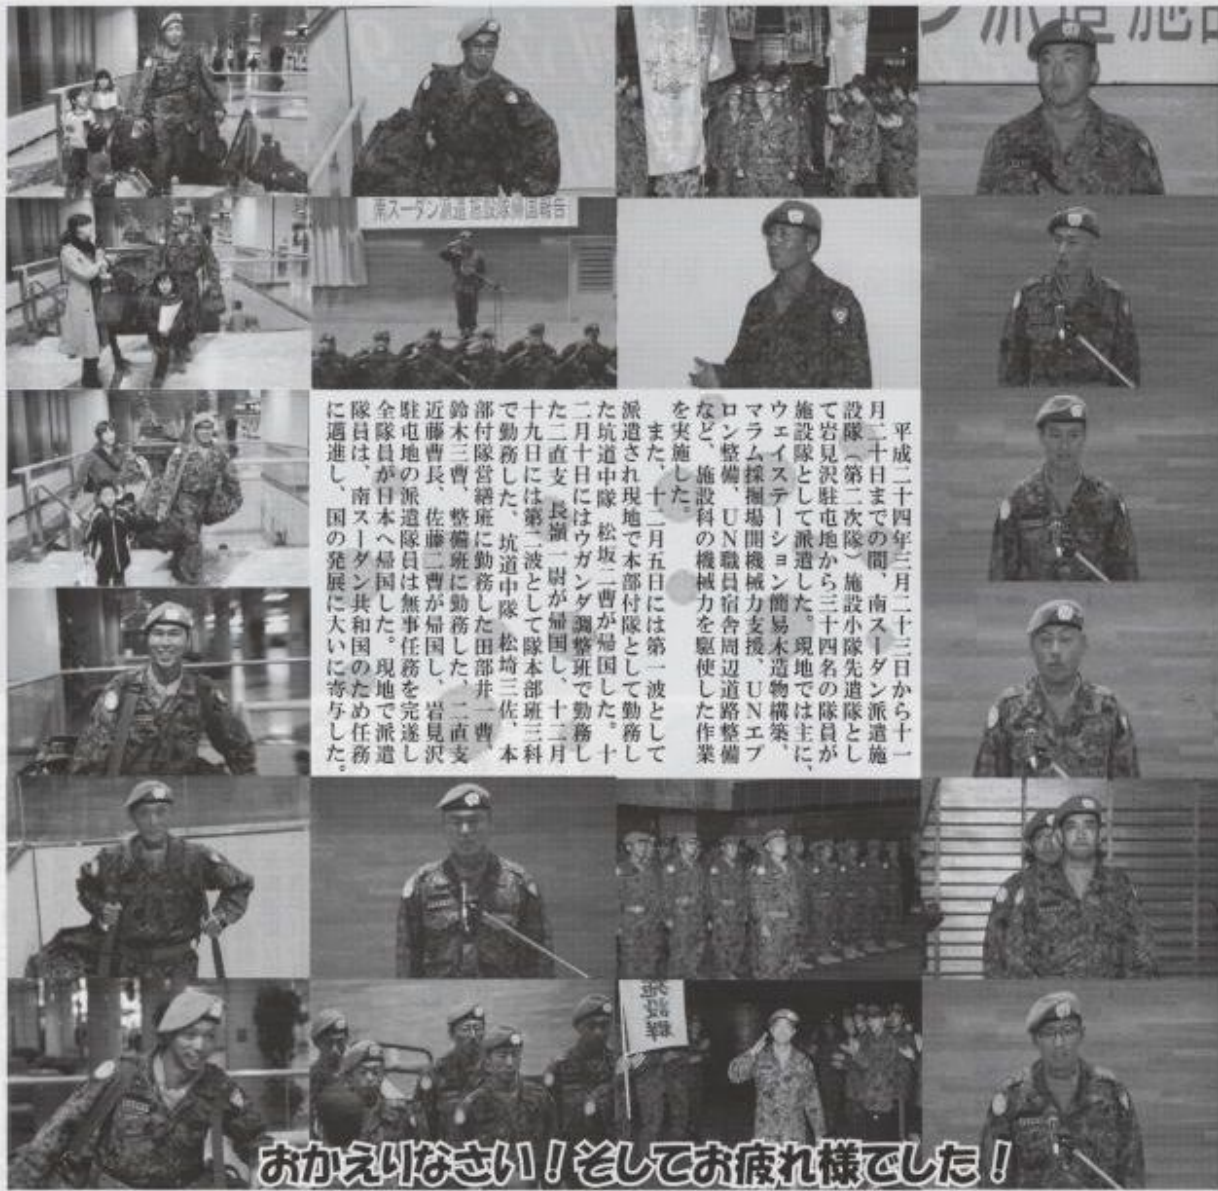 ン派遣施設
南スーダン派遣施設隊帰国報告
平成二十四年三月二十三日から十一
月二十日までの間、南スーダン派遣施
設隊（第二次隊）施設小隊先遣隊とし
て岩見沢駐屯地から三十四名の隊員が
施設隊として派遣した。現地では主に、
ウェイステーション簡易木造物構築、
マラム採掘場開機械力支援、UNエプ
ロン整備、UN職員宿舎周辺道路整備
など、施設科の機械力を駆使した作業
を実施した。
また、十二月五日には第一波として
派遣され現地で本部付隊として勤務し
た坑道中隊　松坂二曹が帰国した。十
二月十日にはウガンダ調整班で勤務し
た二直支　長嶺一尉が帰国し、十二月
十九日には第二波として隊本部班三科
で勤務した、坑道中隊　松崎三佐、本
部付隊営繕班に勤務した田部井一曹、
鈴木三曹、整備班に勤務した、二直支
近藤曹長、佐藤二曹が帰国し、岩見沢
駐屯地の派遣隊員は無事任務を完遂し
全隊員が日本へ帰国した。現地で派遣
隊員は、南スーダン共和国のため任務
に邁進し、国の発展に大いに寄与した。
施設群
おかえりなさい！そしてお疲れ様でした！